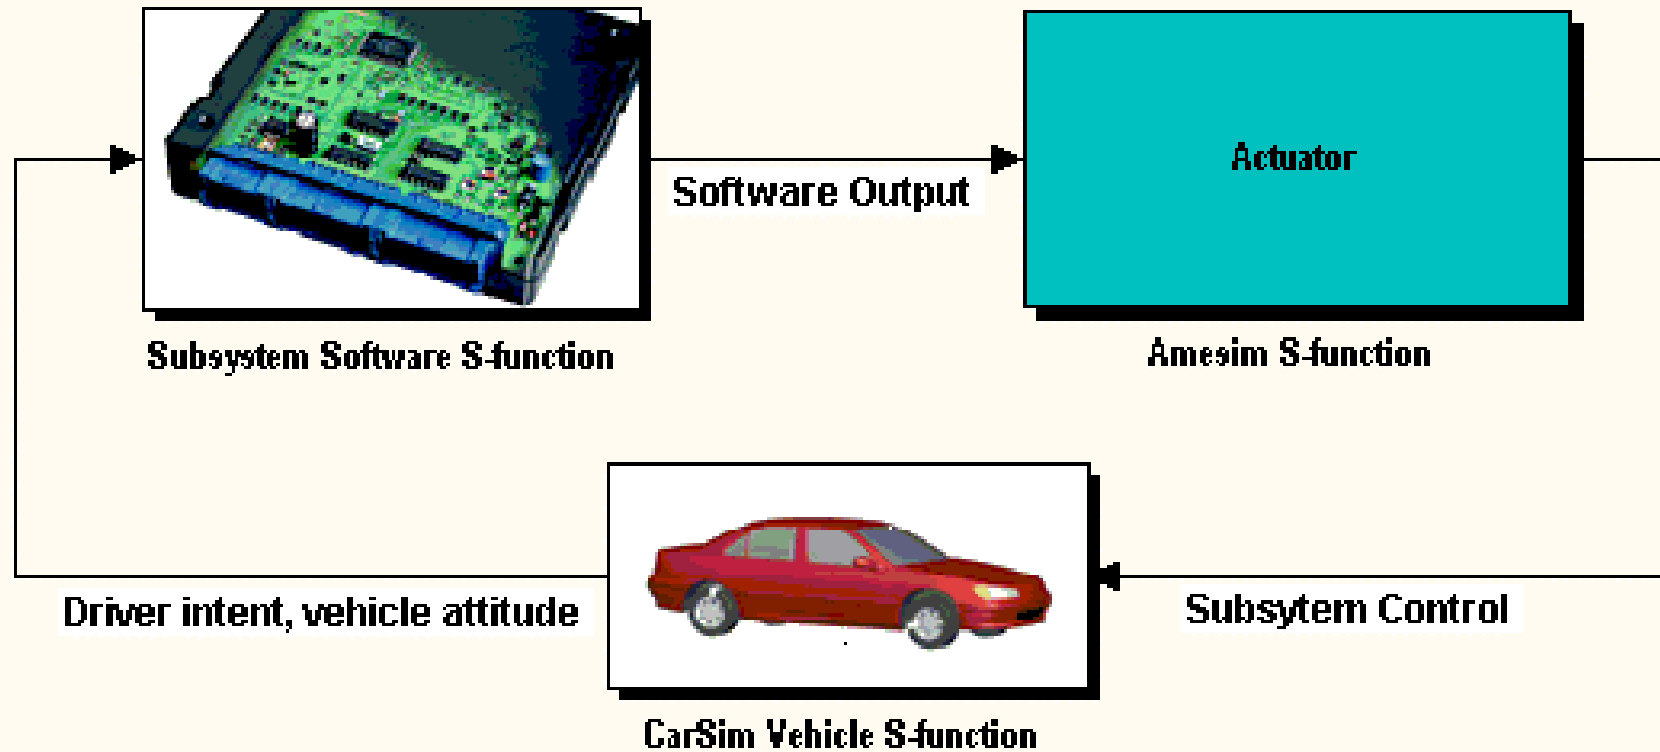 Actuator
Software Output
Subsystem Software S-function
Amesim S-function
Driver intent, vehicle attitude
Subsytem Control
CarSim Vehicle S-function